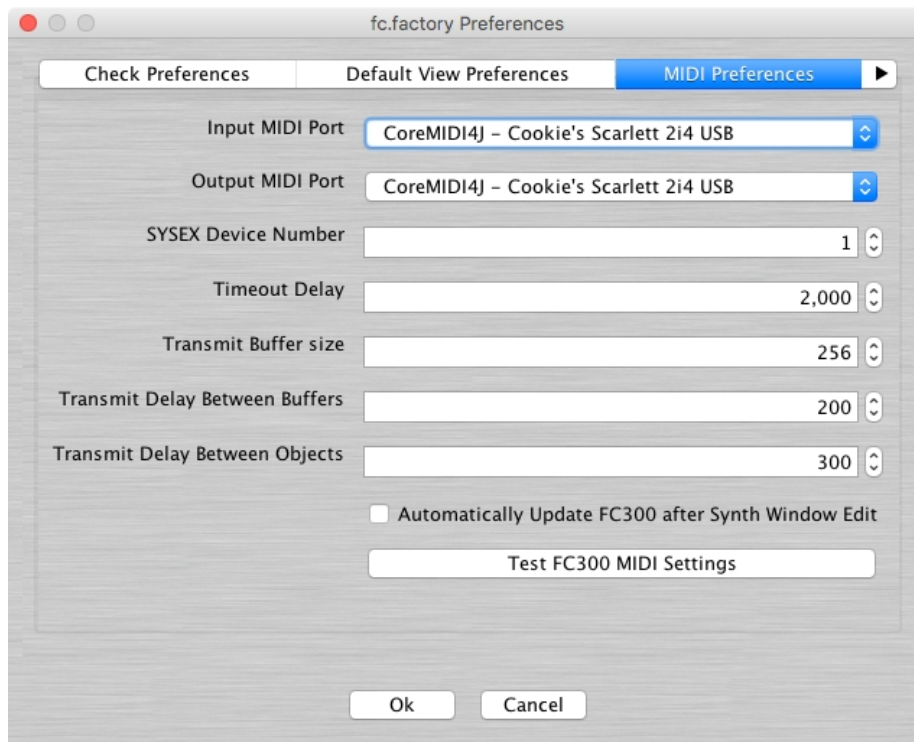 fc.factory Preferences
Check Preferences
Default View Preferences
MIDI Preferences
Input MIDI Port
CoreMIDI4J – Cookie's Scarlett 2i4 USB
Output MIDI Port
CoreMIDI4J – Cookie's Scarlett 2i4 USB
SYSEX Device Number
1
Timeout Delay
2,000
Transmit Buffer size
256
Transmit Delay Between Buffers
200
Transmit Delay Between Objects
300
Automatically Update FC300 after Synth Window Edit
Test FC300 MIDI Settings
Ok
Cancel